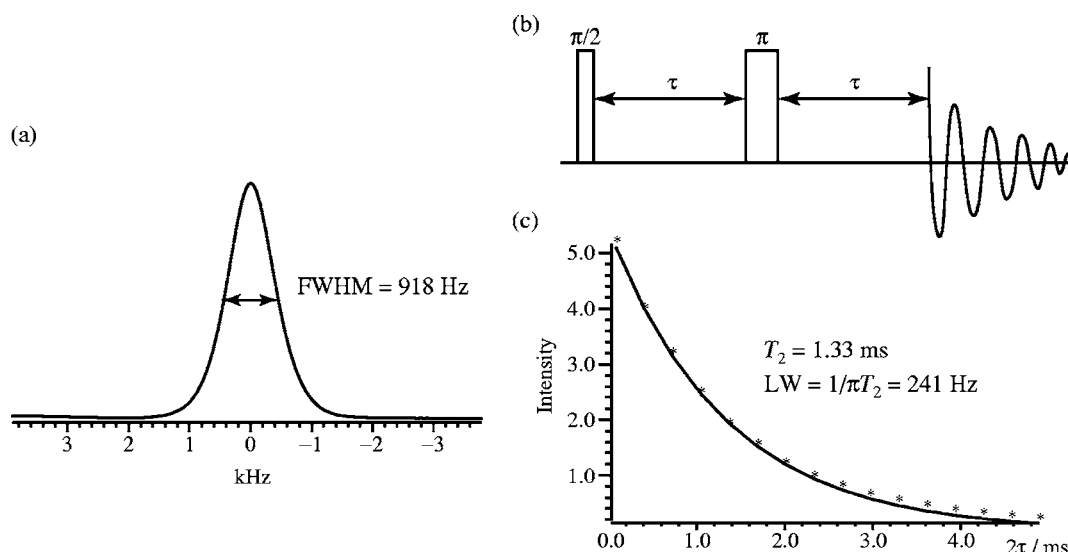 (a)
FWHM = 918 Hz
3 2 1 0 –1 –2 –3
kHz
(b)
π/2 π
τ τ
(c)
5.0
4.0
3.0
2.0
1.0
Intensity
T₂ = 1.33 ms
LW = 1/πT₂ = 241 Hz
0.0 1.0 2.0 3.0 4.0 2τ / ms